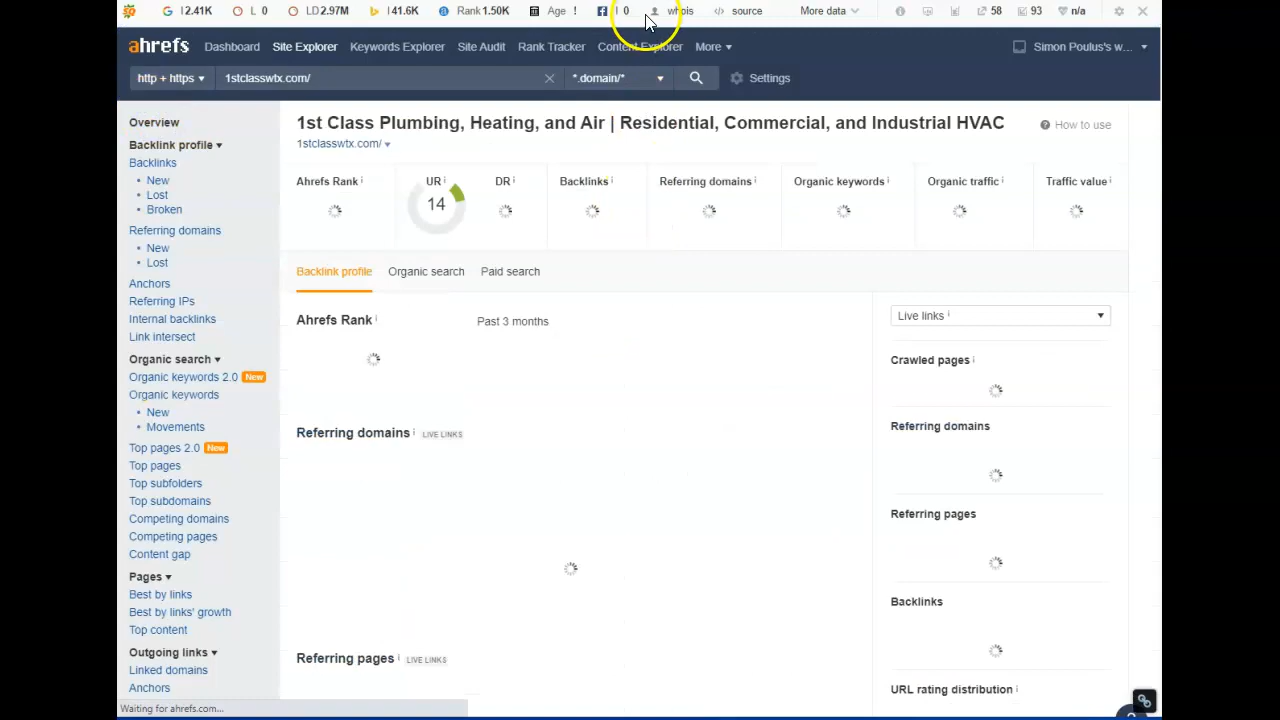 I 2.41K L 0 LD 2.97M I 41.6K Rank 1.50K Age ! I 0 whois source More data 58 93 n/a
ahrefs Dashboard Site Explorer Keywords Explorer Site Audit Rank Tracker Content Explorer More Simon Poulus's w...
http + https 1stclasswtx.com/ *.domain/* Settings
Overview
Backlink profile
Backlinks
• New
• Lost
• Broken
Referring domains
• New
• Lost
Anchors
Referring IPs
Internal backlinks
Link intersect
Organic search
Organic keywords 2.0 New
Organic keywords
• New
• Movements
Top pages 2.0 New
Top pages
Top subfolders
Top subdomains
Competing domains
Competing pages
Content gap
Pages
Best by links
Best by links' growth
Top content
Outgoing links
Linked domains
Anchors
Waiting for ahrefs.com...
1st Class Plumbing, Heating, and Air | Residential, Commercial, and Industrial HVAC
How to use
1stclasswtx.com/
Ahrefs Rank i UR i DR i Backlinks i Referring domains i Organic keywords i Organic traffic i Traffic value i
14
Backlink profile Organic search Paid search
Ahrefs Rank i Past 3 months
Referring domains i LIVE LINKS
Referring pages i LIVE LINKS
Live links i
Crawled pages i
Referring domains
Referring pages
Backlinks
URL rating distribution i